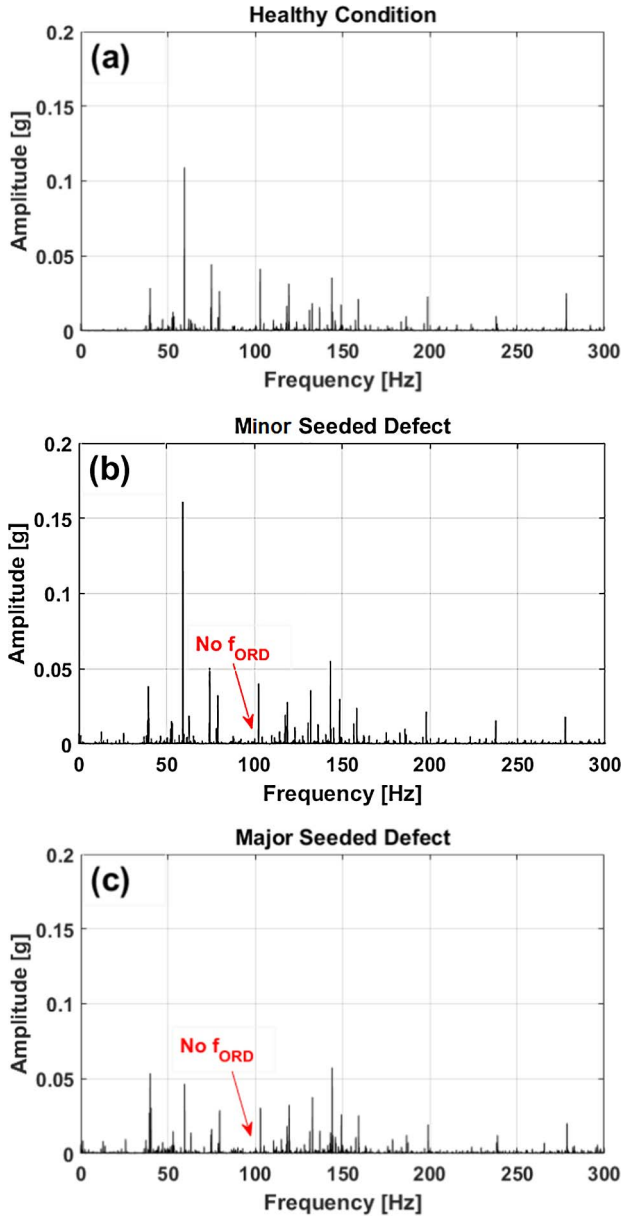 Healthy Condition
(a)
0.2
0.15
0.1
0.05
0
Amplitude [g]
0 50 100 150 200 250 300
Frequency [Hz]
Minor Seeded Defect
(b)
0.2
0.15
0.1
0.05
0
Amplitude [g]
No fORD
0 50 100 150 200 250 300
Frequency [Hz]
Major Seeded Defect
(c)
0.2
0.15
0.1
0.05
0
Amplitude [g]
No fORD
0 50 100 150 200 250 300
Frequency [Hz]